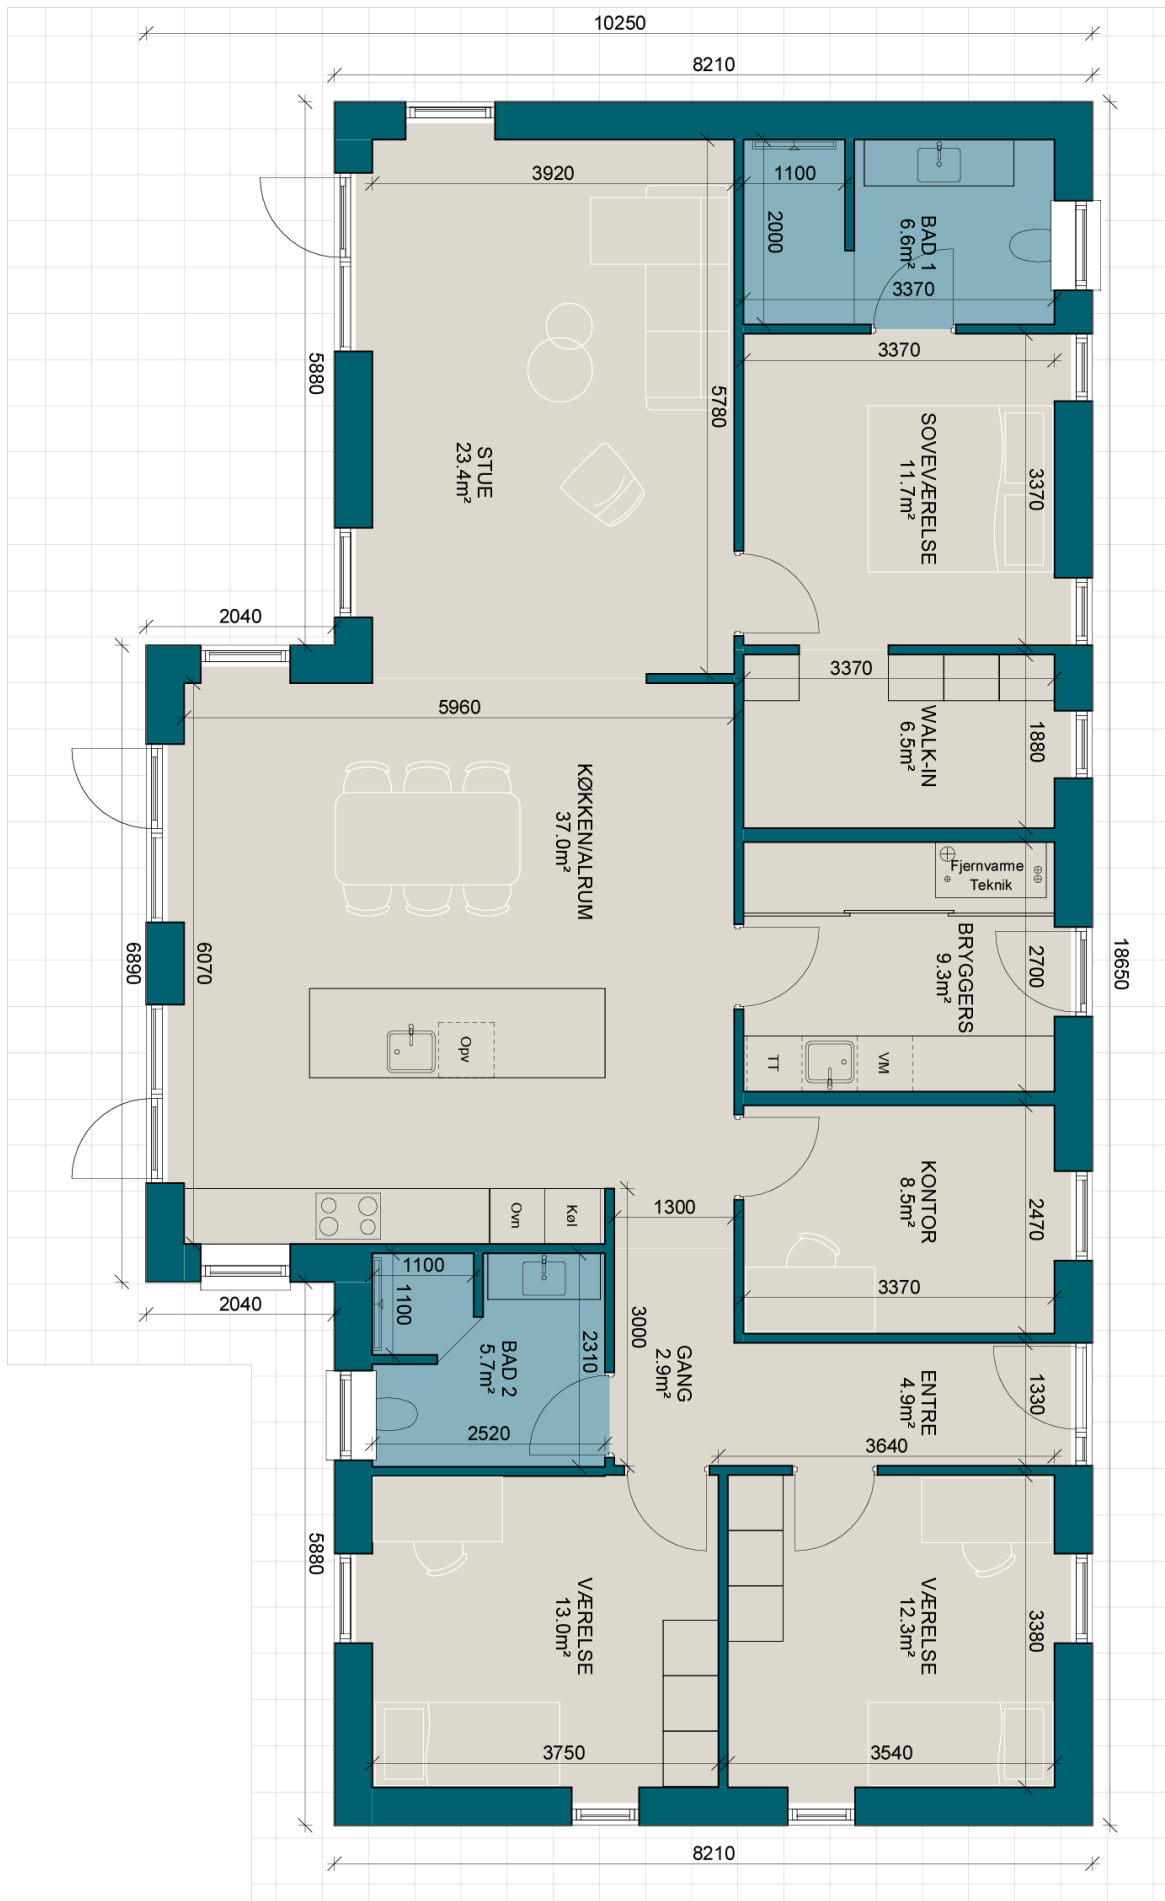 10250
8210
3920
1100
2000
BAD 1
6.6m²
3370
3370
5880
5780
STUE
23.4m²
SOVEVÆRELSE
11.7m²
3370
2040
3370
5960
WALK-IN
6.5m²
1880
KØKKEN/ALRUM
37.0m²
Fjernvarme
Teknik
6890
6070
BRYGGERS
9.3m²
2700
18650
Opv
TT
VM
KONTOR
8.5m²
2470
Ovn
Køl
1300
1100
1100
3370
2040
3000
2310
BAD 2
5.7m²
GANG
2.9m²
ENTRE
4.9m²
1330
2520
3640
5880
VÆRELSE
13.0m²
VÆRELSE
12.3m²
3380
3750
3540
8210